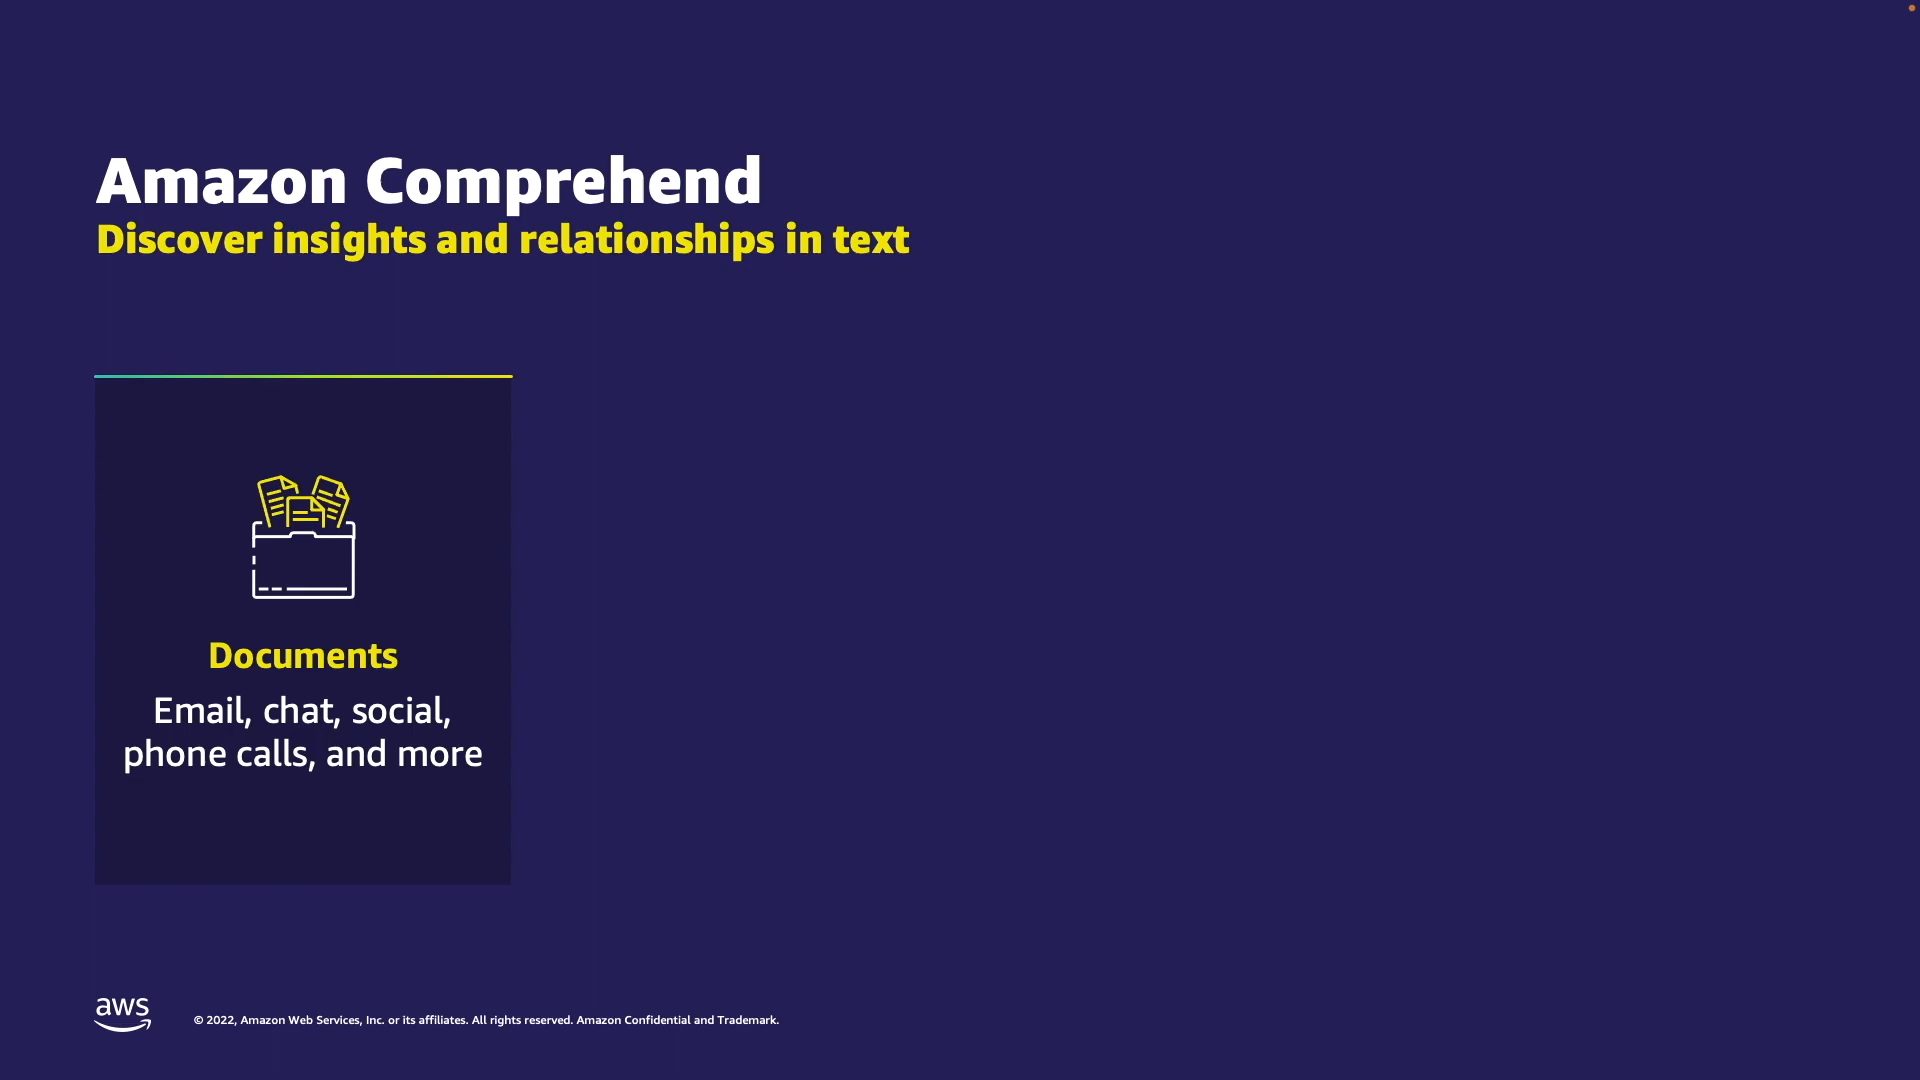 Amazon Comprehend
Discover insights and relationships in text
Documents
Email, chat, social,
phone calls, and more
aws
© 2022, Amazon Web Services, Inc. or its affiliates. All rights reserved. Amazon Confidential and Trademark.